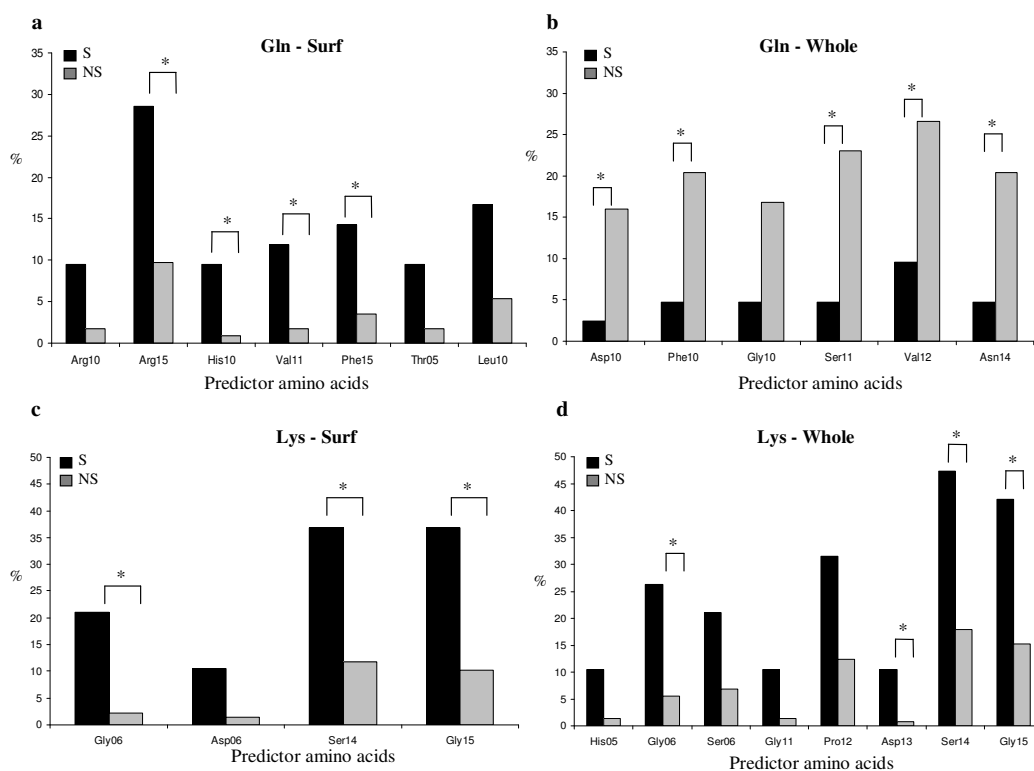 a
Gln - Surf
S
NS
35
30
25
20
15
10
5
0
%
*
*
*
*
Arg10 Arg15 His10 Val11 Phe15 Thr05 Leu10
Predictor amino acids
b
Gln - Whole
S
NS
35
30
25
20
15
10
5
0
%
*
*
*
*
*
Asp10 Phe10 Gly10 Ser11 Val12 Asn14
Predictor amino acids
c
Lys - Surf
S
NS
50
45
40
35
30
25
20
15
10
5
0
%
*
*
*
Gly06 Asp06 Ser14 Gly15
Predictor amino acids
d
Lys - Whole
S
NS
50
45
40
35
30
25
20
15
10
5
0
%
*
*
*
*
His05 Gly06 Ser06 Gly11 Pro12 Asp13 Ser14 Gly15
Predictor amino acids